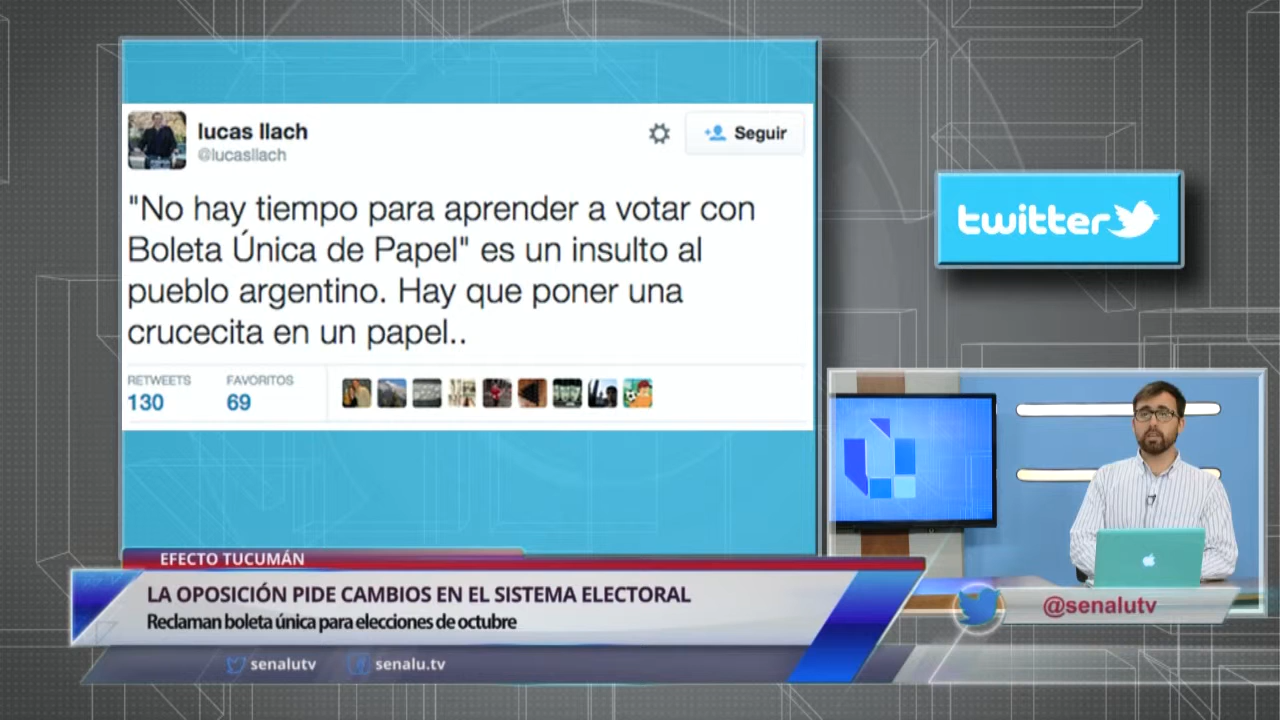 lucas llach
@lucasllach
Seguir
"No hay tiempo para aprender a votar con
Boleta Única de Papel" es un insulto al
pueblo argentino. Hay que poner una
crucecita en un papel..
RETWEETS
FAVORITOS
130
69
twitter
EFECTO TUCUMÁN
LA OPOSICIÓN PIDE CAMBIOS EN EL SISTEMA ELECTORAL
Reclaman boleta única para elecciones de octubre
@senalutv
senalutv
senalu.tv